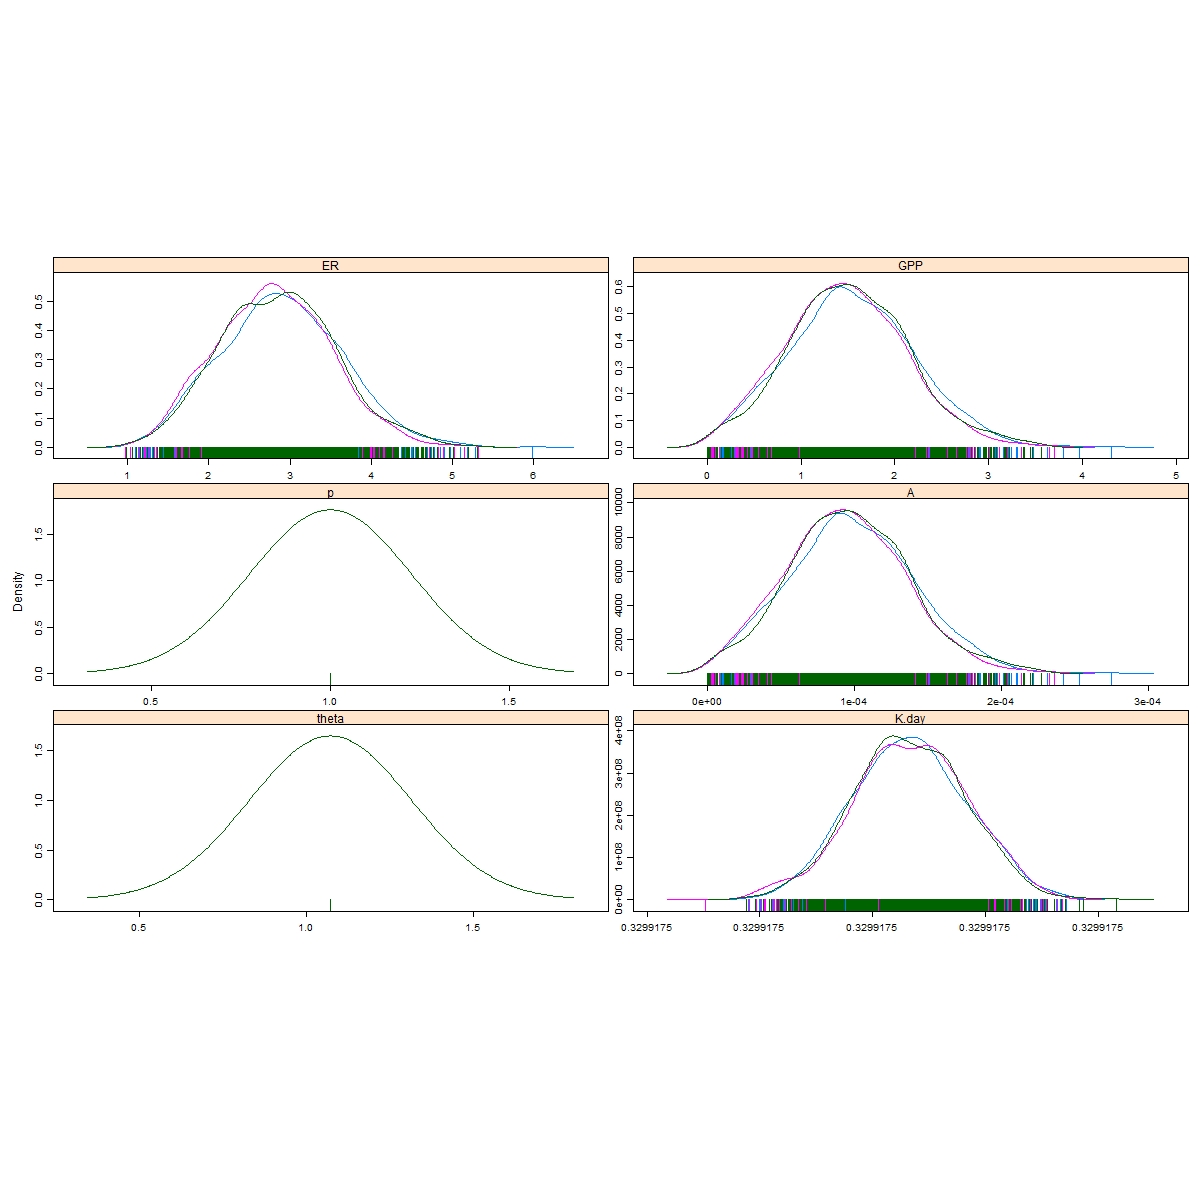 ER
GPP
0.0 0.1 0.2 0.3 0.4 0.5
0.0 0.1 0.2 0.3 0.4 0.5 0.6
1 2 3 4 5 6
0 1 2 3 4 5
p
A
0.0 0.5 1.0 1.5
0 2000 4000 6000 8000 10000
0.5 1.0 1.5
0e+00 1e-04 2e-04 3e-04
Density
theta
K.day
0.0 0.5 1.0 1.5
0e+00 1e+08 2e+08 3e+08 4e+08
0.5 1.0 1.5
0.3299175 0.3299175 0.3299175 0.3299175 0.3299175